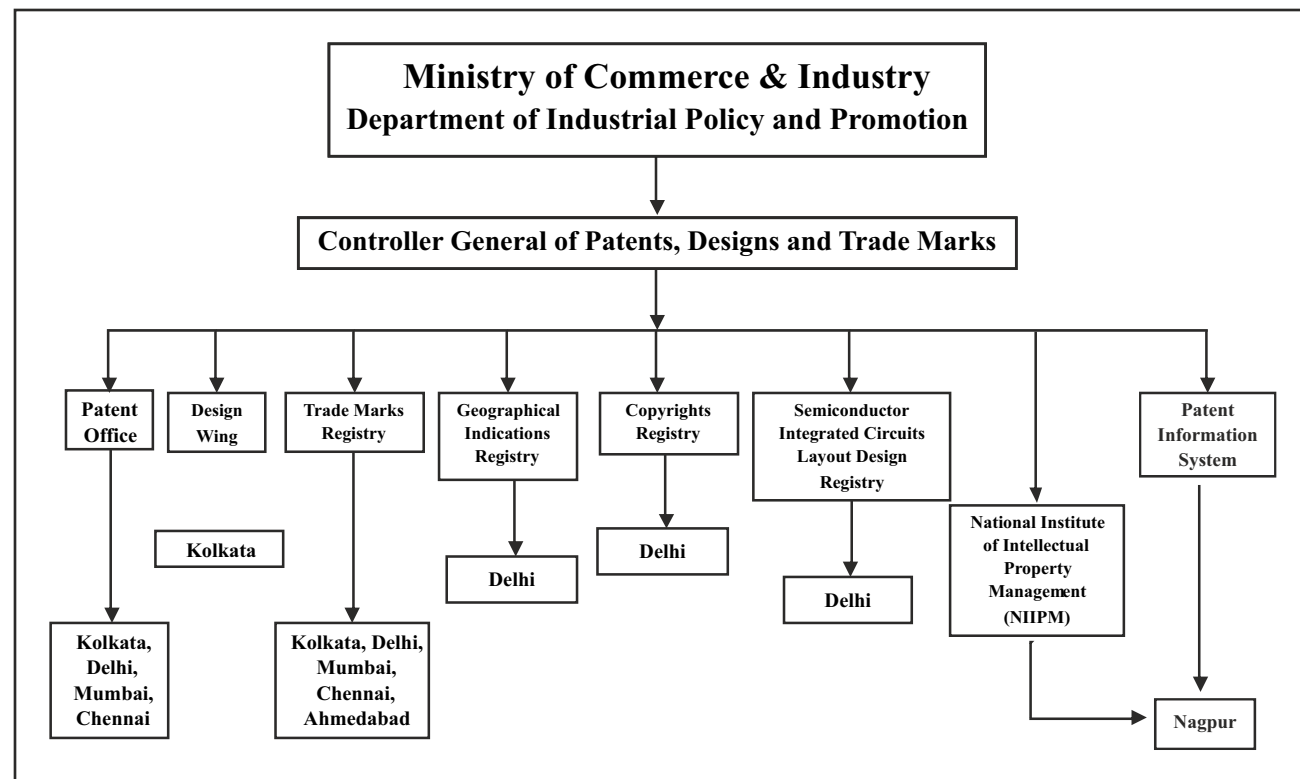 Ministry of Commerce & Industry
Department of Industrial Policy and Promotion
Controller General of Patents, Designs and Trade Marks
Patent
Office
Design
Wing
Trade Marks
Registry
Geographical
Indications
Registry
Copyrights
Registry
Semiconductor
Integrated Circuits
Layout Design
Registry
Patent
Information
System
National Institute
of Intellectual
Property
Management
(NIIPM)
Kolkata
Delhi
Delhi
Delhi
Kolkata,
Delhi,
Mumbai,
Chennai
Kolkata, Delhi,
Mumbai,
Chennai,
Ahmedabad
Nagpur